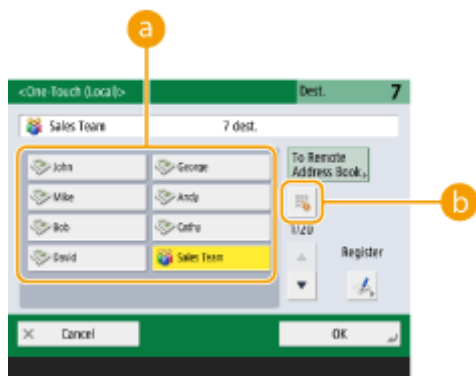 a
<One-Touch (Local)>
Dest. 7
Sales Team 7 dest.
John George
To Remote
Address Book
Mike Andy
b
Bob Cathy
1/20
David Sales Team
Register
Cancel OK